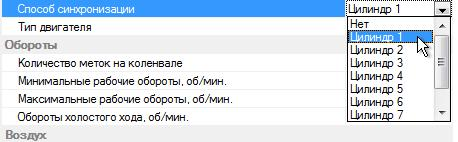 Способ синхронизации Цилиндр 1
Тип двигателя Нет
Обороты Цилиндр 1
Количество меток на коленвале Цилиндр 2
Цилиндр 3
Минимальные рабочие обороты, об/мин. Цилиндр 4
Максимальные рабочие обороты, об/мин. Цилиндр 5
Обороты холостого хода, об/мин. Цилиндр 6
Цилиндр 7
Воздух